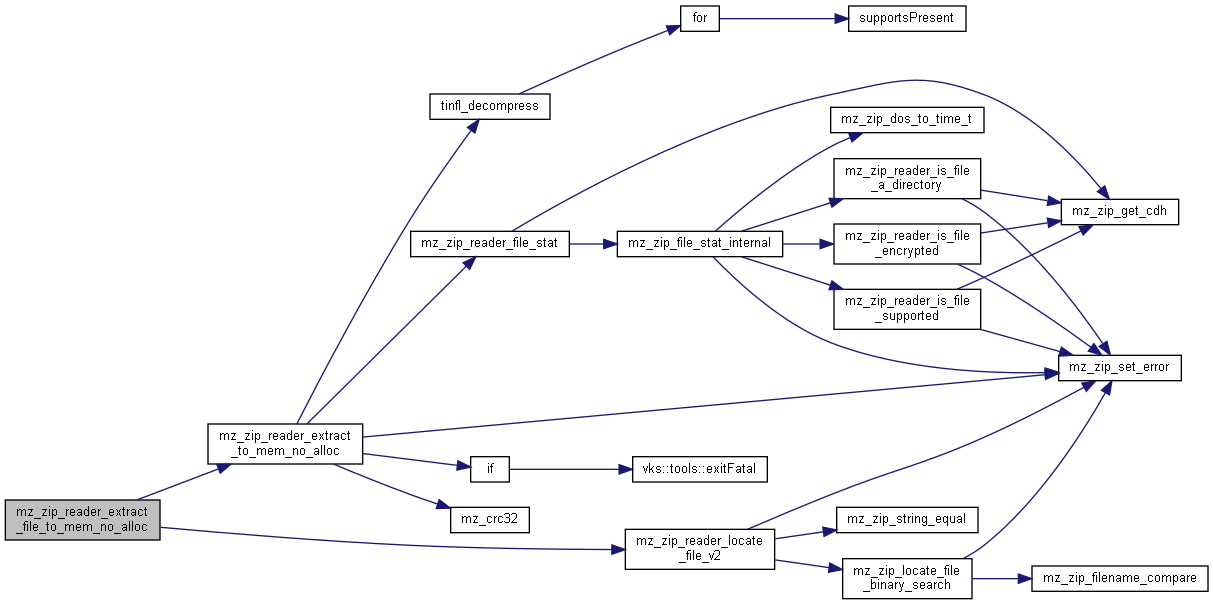 for
supportsPresent
tinfl_decompress
mz_zip_dos_to_time_t
mz_zip_reader_is_file
_a_directory
mz_zip_get_cdh
mz_zip_reader_file_stat
mz_zip_file_stat_internal
mz_zip_reader_is_file
_encrypted
mz_zip_reader_is_file
_supported
mz_zip_set_error
mz_zip_reader_extract
_to_mem_no_alloc
if
vks::tools::exitFatal
mz_zip_reader_extract
_file_to_mem_no_alloc
mz_crc32
mz_zip_reader_locate
_file_v2
mz_zip_string_equal
mz_zip_locate_file
_binary_search
mz_zip_filename_compare